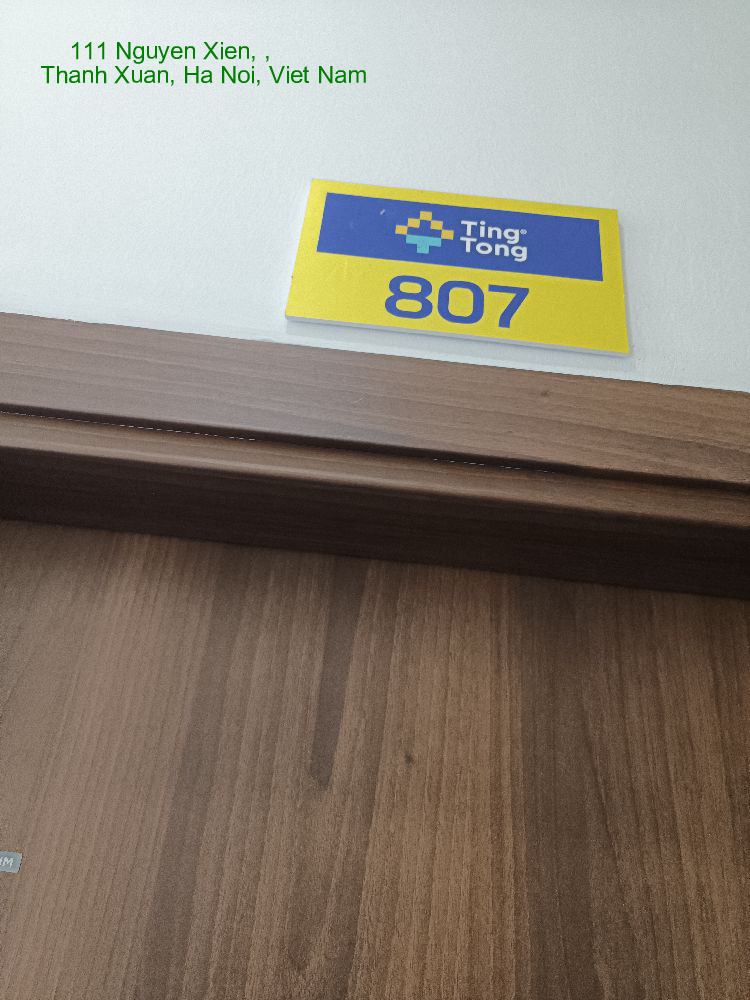 111 Nguyen Xien, ,
Thanh Xuan, Ha Noi, Viet Nam
Ting®
Tong
807